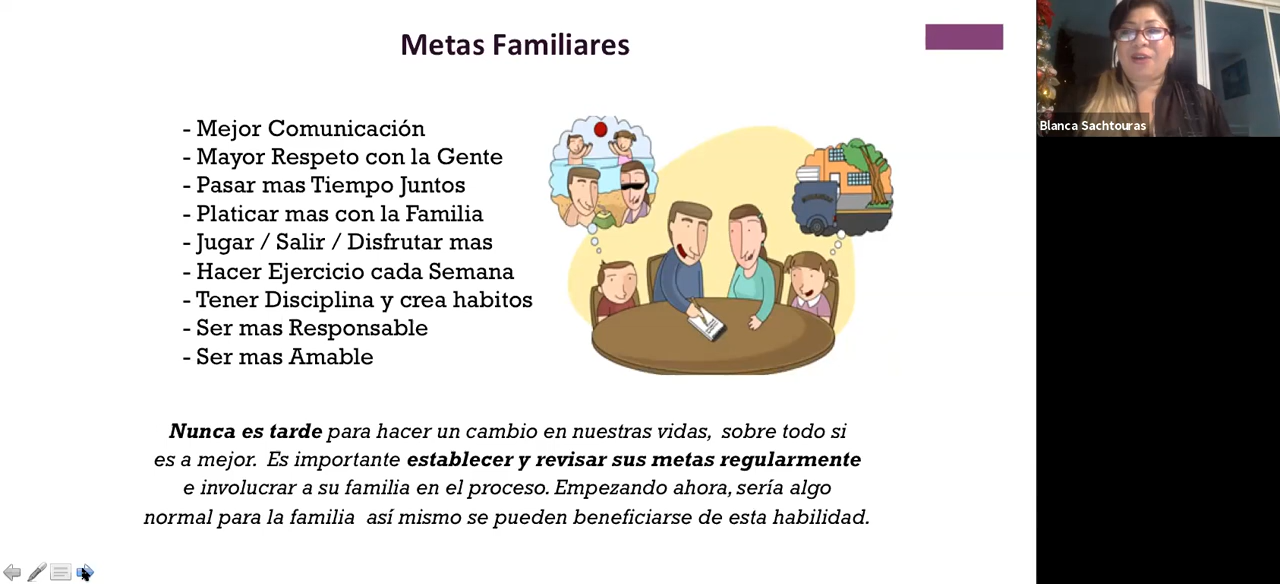 Metas Familiares
- Mejor Comunicación
- Mayor Respeto con la Gente
- Pasar mas Tiempo Juntos
- Platicar mas con la Familia
- Jugar / Salir / Disfrutar mas
- Hacer Ejercicio cada Semana
- Tener Disciplina y crea habitos
- Ser mas Responsable
- Ser mas Amable
Nunca es tarde para hacer un cambio en nuestras vidas, sobre todo si
es a mejor. Es importante establecer y revisar sus metas regularmente
e involucrar a su familia en el proceso. Empezando ahora, sería algo
normal para la familia así mismo se pueden beneficiarse de esta habilidad.
Blanca Sachtouras